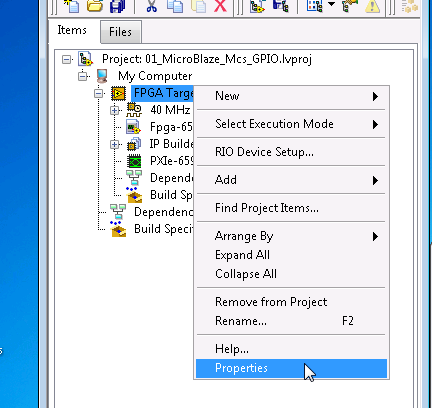 Items
Files
Project: 01_MicroBlaze_Mcs_GPIO.lvproj
My Computer
FPGA Targe
40 MHz
Fpga-65
IP Builde
PXIe-659
Depende
Build Sp
Dependenc
Build Specif
New
Select Execution Mode
RIO Device Setup...
Add
Find Project Items...
Arrange By
Expand All
Collapse All
Remove from Project
Rename... F2
Help...
Properties
s